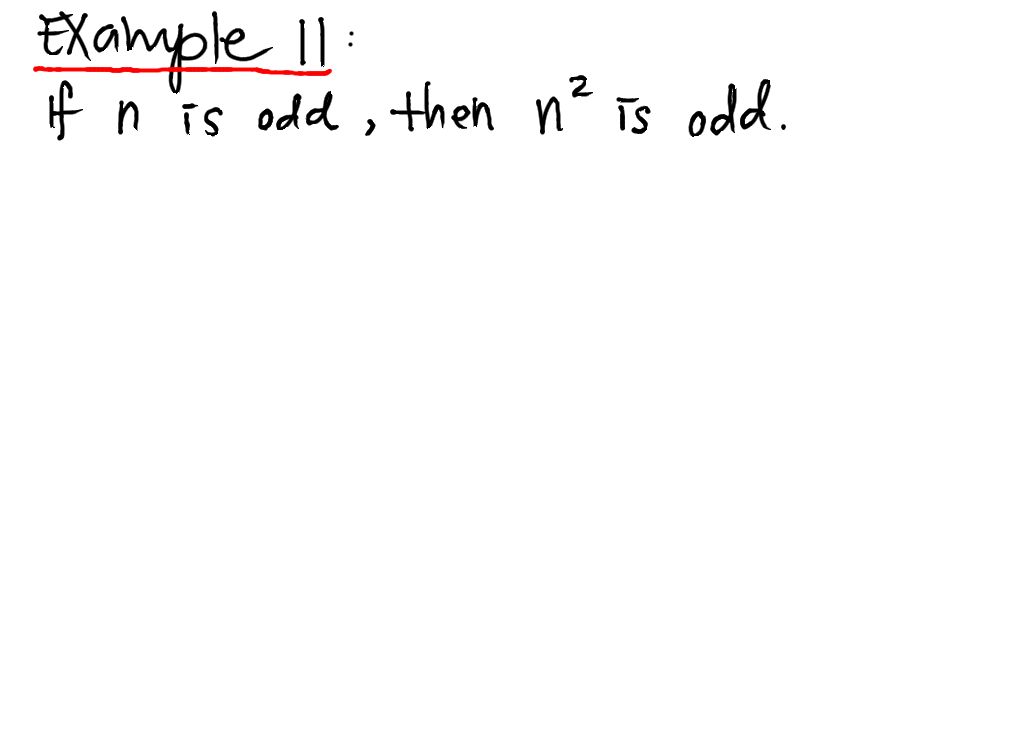 Example 11:
If n is odd, then n² is odd.